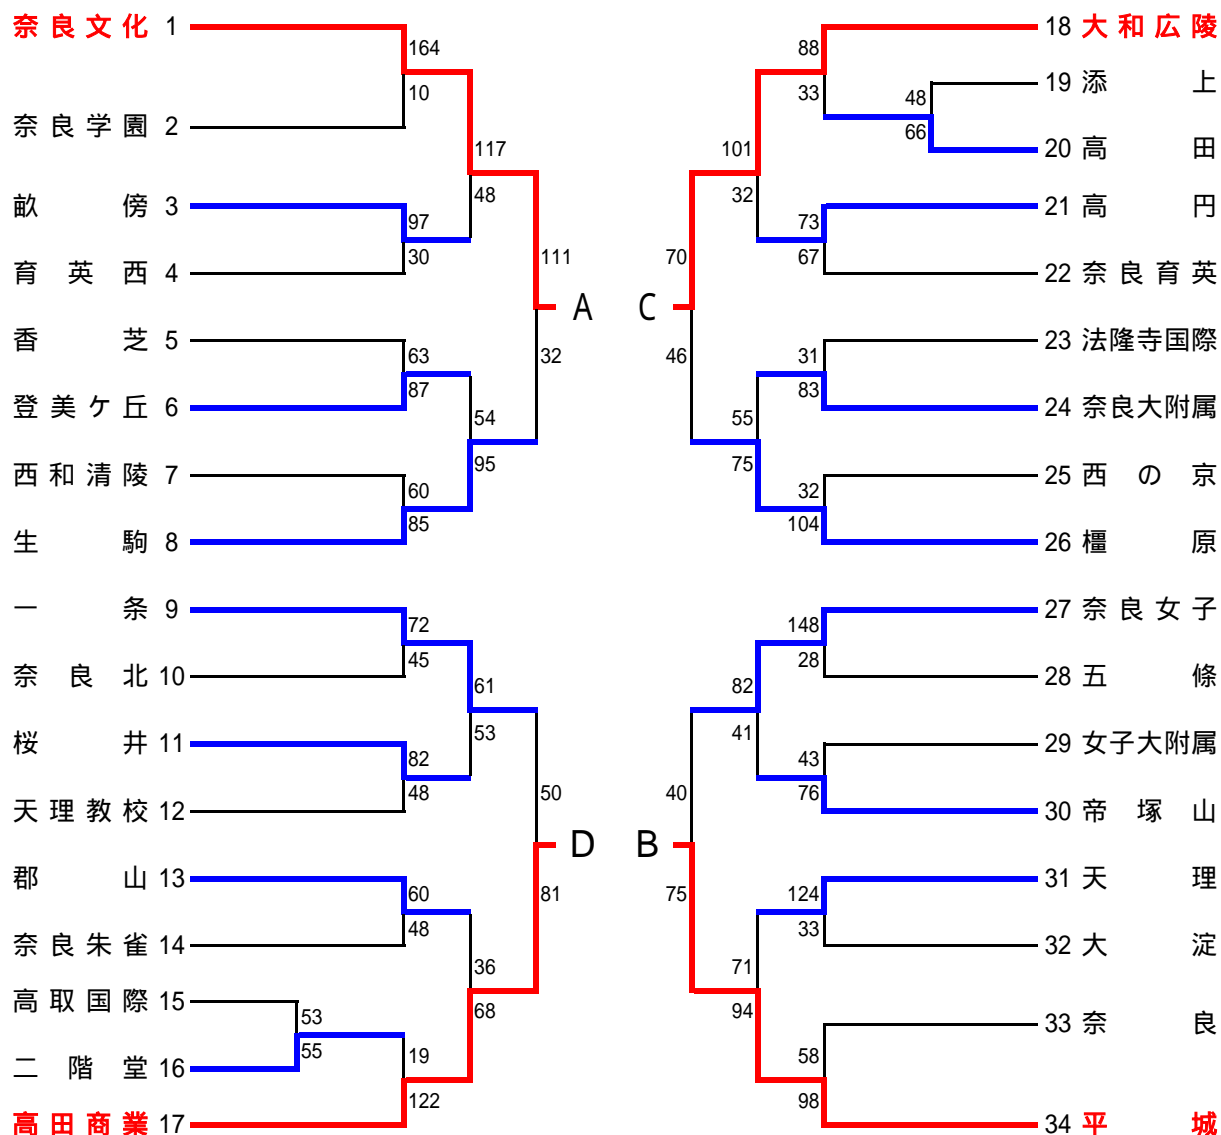 奈良文化 1
164
10
奈良学園 2
117
48
畝傍 3
97
30
育英西 4
111
A
32
香芝 5
63
87
登美ケ丘 6
54
95
西和清陵 7
60
85
生駒 8
一条 9
72
45
奈良北 10
61
53
桜井 11
82
48
天理教校 12
50
D
81
郡山 13
60
48
奈良朱雀 14
36
68
高取国際 15
53
55
二階堂 16
19
122
高田商業 17
18 大和広陵
88
33
19 添上
48
66
20 高田
101
32
21 高円
73
67
22 奈良育英
70
C
46
23 法隆寺国際
31
83
24 奈良大附属
55
75
25 西の京
32
104
26 橿原
27 奈良女子
148
28
28 五條
82
41
29 女子大附属
43
76
30 帝塚山
40
B
75
31 天理
124
33
32 大淀
71
94
33 奈良
58
98
34 平城